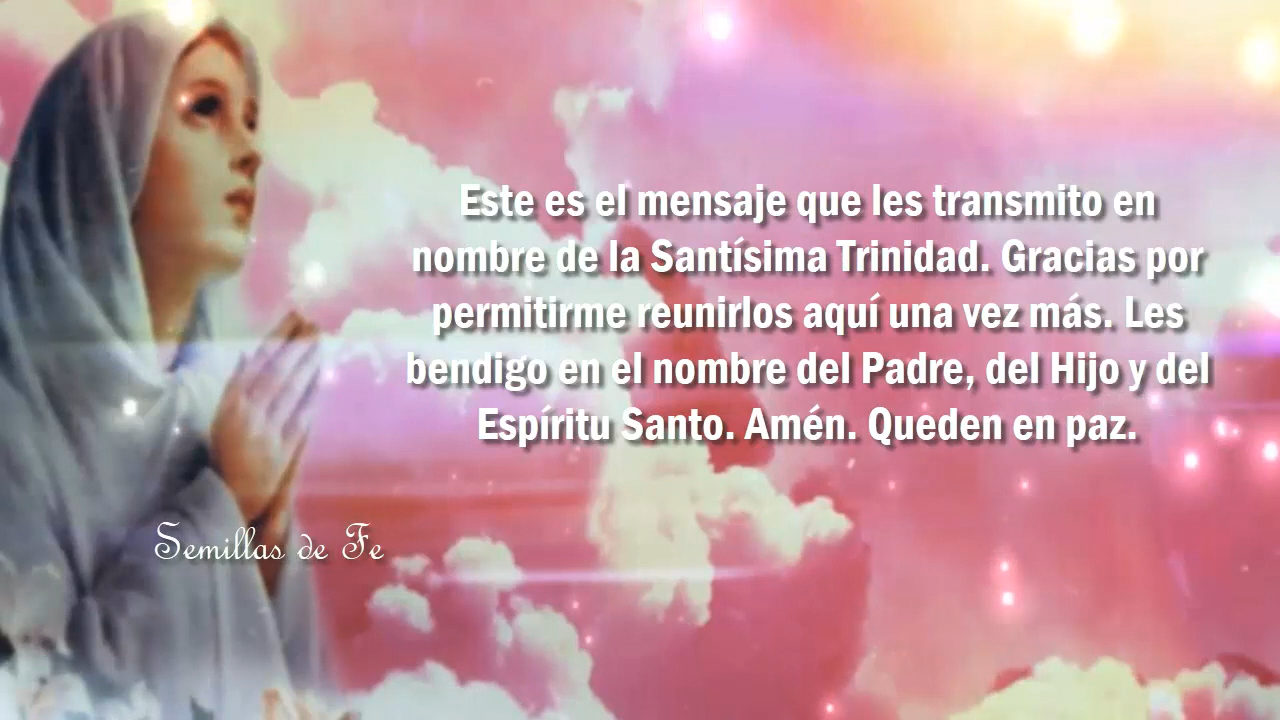 Este es el mensaje que les transmito en
nombre de la Santísima Trinidad. Gracias por
permitirme reunirlos aquí una vez más. Les
bendigo en el nombre del Padre, del Hijo y del
Espíritu Santo. Amén. Queden en paz.
Semillas de Fe